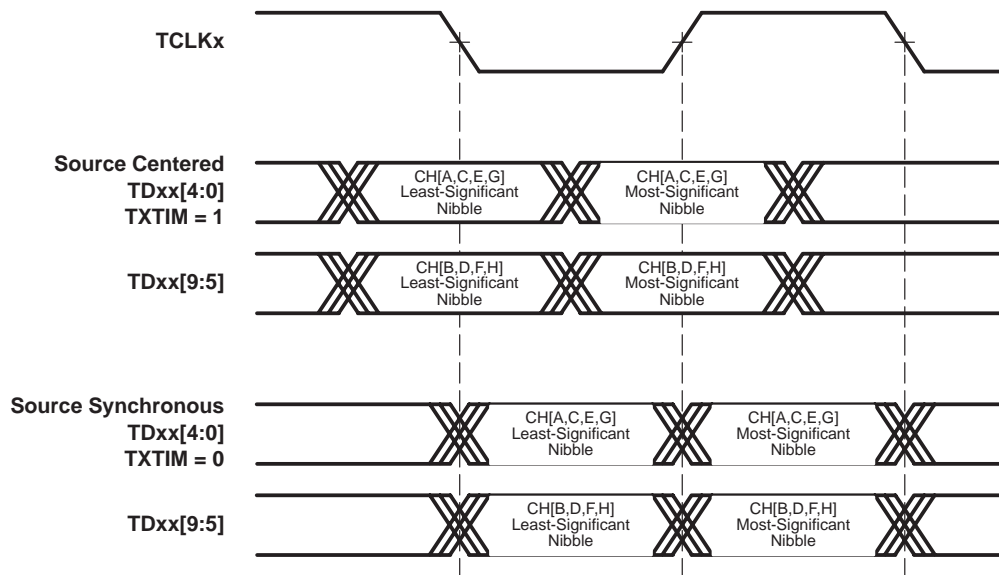 TCLKx
Source Centered
TDxx[4:0]
TXTIM = 1
CH[A,C,E,G]
Least-Significant
Nibble
CH[A,C,E,G]
Most-Significant
Nibble
TDxx[9:5]
CH[B,D,F,H]
Least-Significant
Nibble
CH[B,D,F,H]
Most-Significant
Nibble
Source Synchronous
TDxx[4:0]
TXTIM = 0
CH[A,C,E,G]
Least-Significant
Nibble
CH[A,C,E,G]
Most-Significant
Nibble
TDxx[9:5]
CH[B,D,F,H]
Least-Significant
Nibble
CH[B,D,F,H]
Most-Significant
Nibble